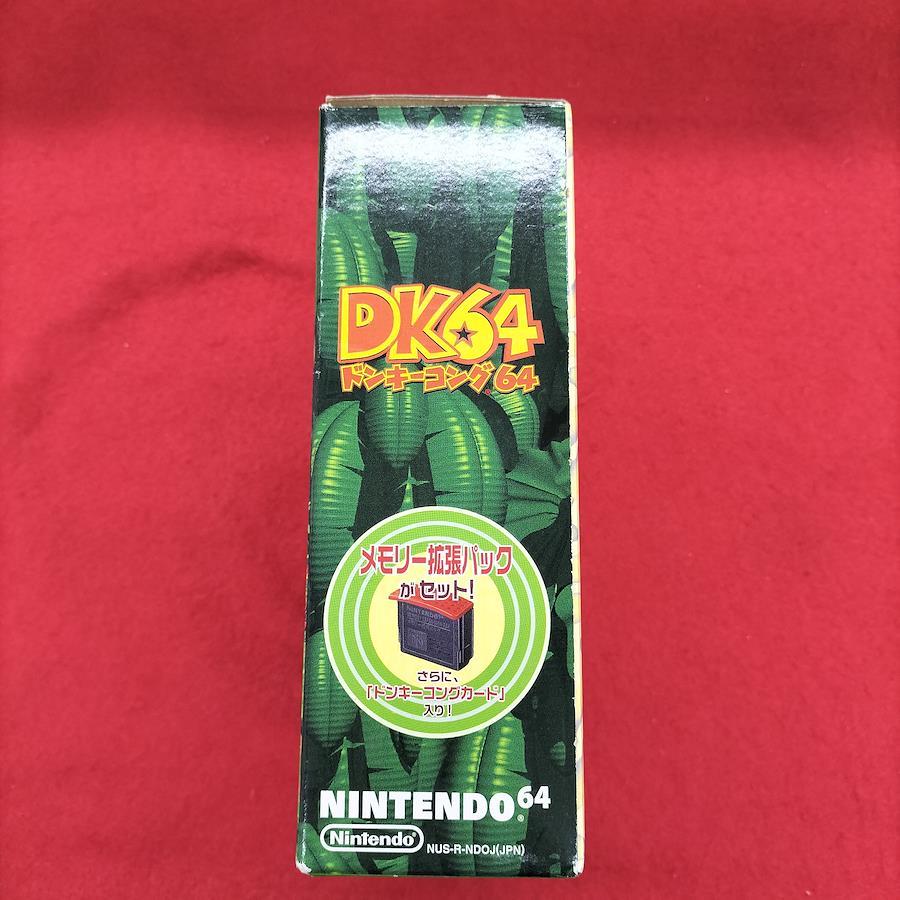 DK64
ドンキーコング64
メモリー拡張パック
がセット!
NINTENDO64
さらに、
「ドンキーコングカード」
入り!
NINTENDO64
Nintendo
NUS-R-NDOJ(JPN)